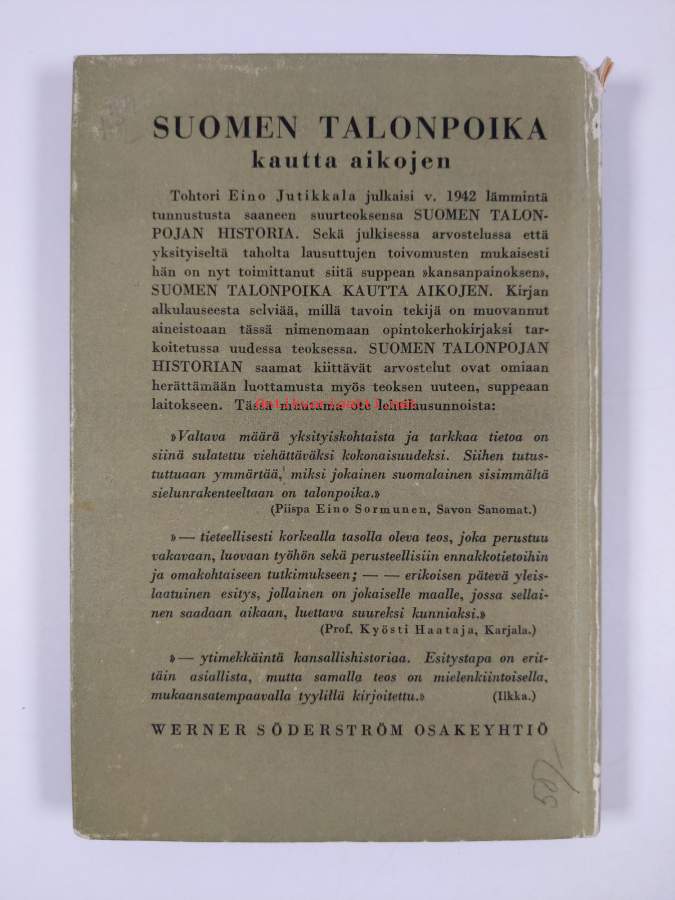 SUOMEN TALONPOIKA
kautta aikojen
Tohtori Eino Jutikkala julkaisi v. 1942 lämmintä
tunnustusta saaneen suurteoksensa SUOMEN TALON-
POJAN HISTORIA. Sekä julkisessa arvostelussa että
yksityiseltä taholta lausuttujen toivomusten mukaisesti
hän on nyt toimittanut siitä suppean »kansanpainoksen»,
SUOMEN TALONPOIKA KAUTTA AIKOJEN. Kirjan
alkulauseesta selviää, millä tavoin tekijä on muovannut
aineistoaan tässä nimenomaan opintokerhokirjaksi tar-
koitetussa uudessa teoksessa. SUOMEN TALONPOJAN
HISTORIAN saamat kiittävät arvostelut ovat omiaan
herättämään luottamusta myös teoksen uuteen, suppeaan
laitokseen. Tässä muutama ote lehtilausunnoista:
»Valtava määrä yksityiskohtaista ja tarkkaa tietoa on
siinä sulatettu viehättäväksi kokonaisuudeksi. Siihen tutus-
tuttuaan ymmärtää, miksi jokainen suomalainen sisimmältä
sielunrakenteeltaan on talonpoika.»
(Piispa Eino Sormunen, Savon Sanomat.)
»— tieteellisesti korkealla tasolla oleva teos, joka perustuu
vakavaan, luovaan työhön sekä perusteellisiin ennakkotietoihin
ja omakohtaiseen tutkimukseen; — — erikoisen pätevä yleis-
laatuinen esitys, jollainen on jokaiselle maalle, jossa sellai-
nen saadaan aikaan, luettava suureksi kunniaksi.»
(Prof. Kyösti Haataja, Karjala.)
»— ytimekkäintä kansallishistoriaa. Esitystapa on erit-
täin asiallista, mutta samalla teos on mielenkiintoisella,
mukaansatempaavalla tyylillä kirjoitettu.» (Ilkka.)
WERNER SÖDERSTRÖM OSAKEYHTIÖ